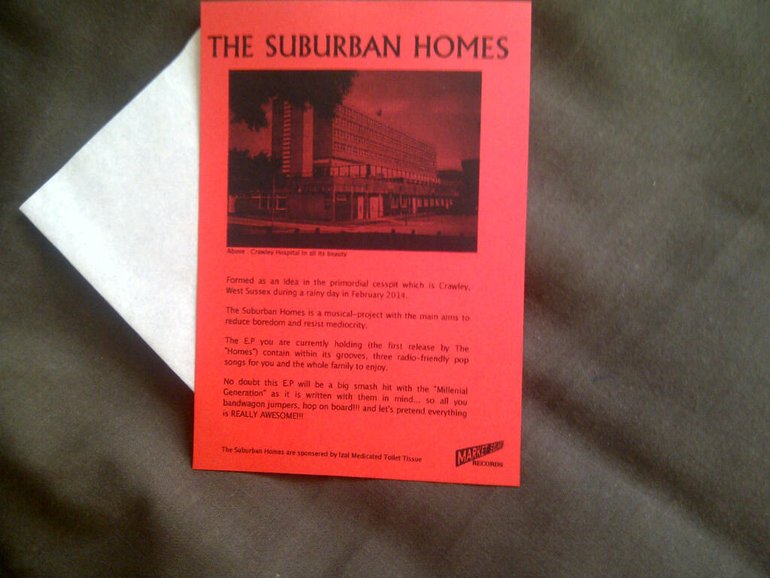 THE SUBURBAN HOMES
Above : Crawley Hospital in all its beauty
Formed as an idea in the primordial cesspit which is Crawley,
West Sussex during a rainy day in February 2014.
The Suburban Homes is a musical-project with the main aims to
reduce boredom and resist mediocrity.
The E.P you are currently holding (the first release by The
"Homes") contain within its grooves, three radio-friendly pop
songs for you and the whole family to enjoy.
No doubt this E.P will be a big smash hit with the "Millenial
Generation" as it is written with them in mind... so all you
bandwagon jumpers, hop on board!!! and let's pretend everything
is REALLY AWESOME!!!
The Suburban Homes are sponsered by Izal Medicated Toilet Tissue
MARKET
RECORDS